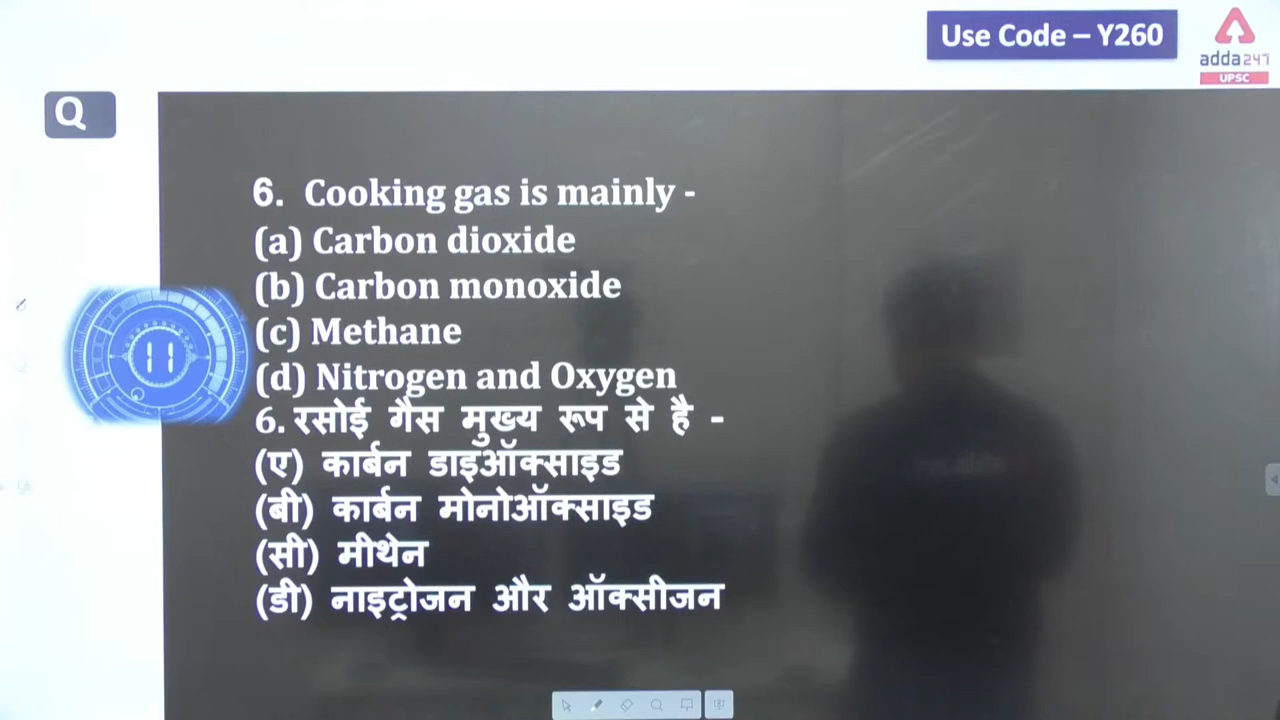 Use Code – Y260
adda247
UPSC
Q
6. Cooking gas is mainly -
(a) Carbon dioxide
(b) Carbon monoxide
(c) Methane
(d) Nitrogen and Oxygen
11
6. रसोई गैस मुख्य रूप से है -
(ए) कार्बन डाइऑक्साइड
(बी) कार्बन मोनोऑक्साइड
(सी) मीथेन
(डी) नाइट्रोजन और ऑक्सीजन